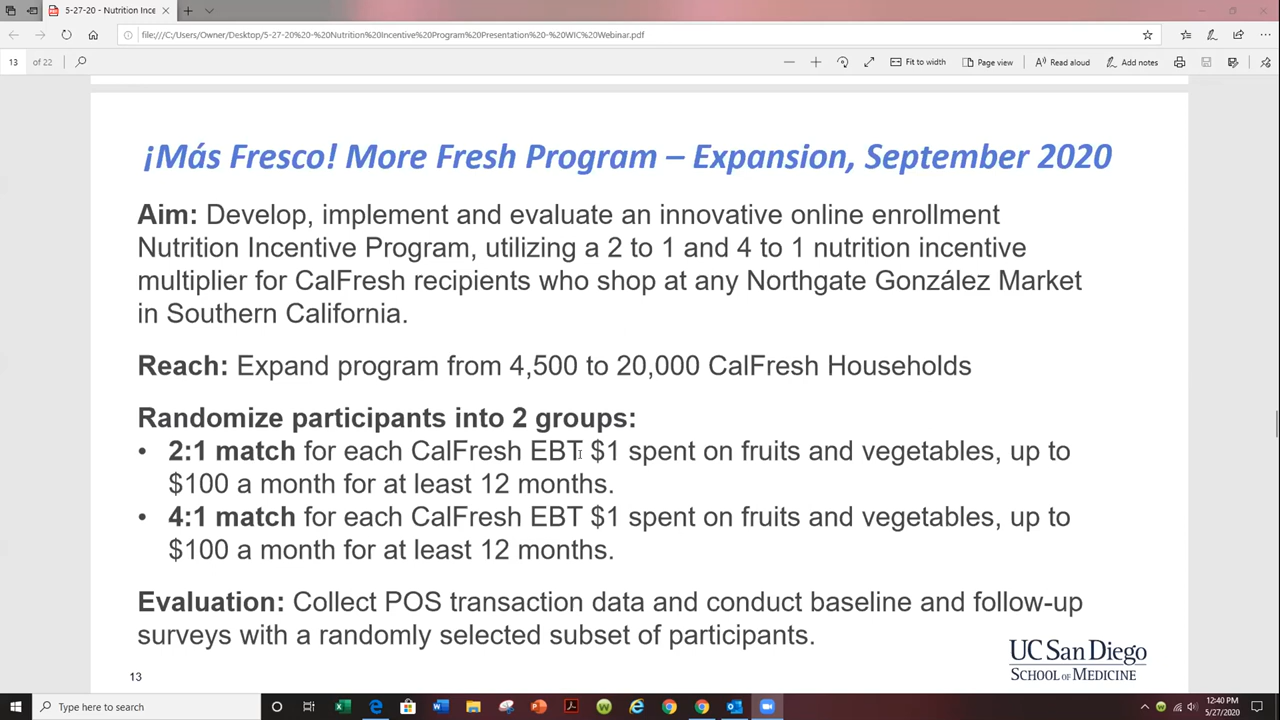 5-27-20 - Nutrition Ince
file:///C:/Users/Owner/Desktop/5-27-20%20-%20Nutrition%20Incentive%20Program%20Presentation%20-%20WIC%20Webinar.pdf
13 of 22
Fit to width
Page view
Read aloud
Add notes
¡Más Fresco! More Fresh Program – Expansion, September 2020
Aim: Develop, implement and evaluate an innovative online enrollment
Nutrition Incentive Program, utilizing a 2 to 1 and 4 to 1 nutrition incentive
multiplier for CalFresh recipients who shop at any Northgate González Market
in Southern California.
Reach: Expand program from 4,500 to 20,000 CalFresh Households
Randomize participants into 2 groups:
• 2:1 match for each CalFresh EBT $1 spent on fruits and vegetables, up to
$100 a month for at least 12 months.
• 4:1 match for each CalFresh EBT $1 spent on fruits and vegetables, up to
$100 a month for at least 12 months.
Evaluation: Collect POS transaction data and conduct baseline and follow-up
surveys with a randomly selected subset of participants.
UC San Diego
SCHOOL OF MEDICINE
13
Type here to search
12:40 PM
5/27/2020